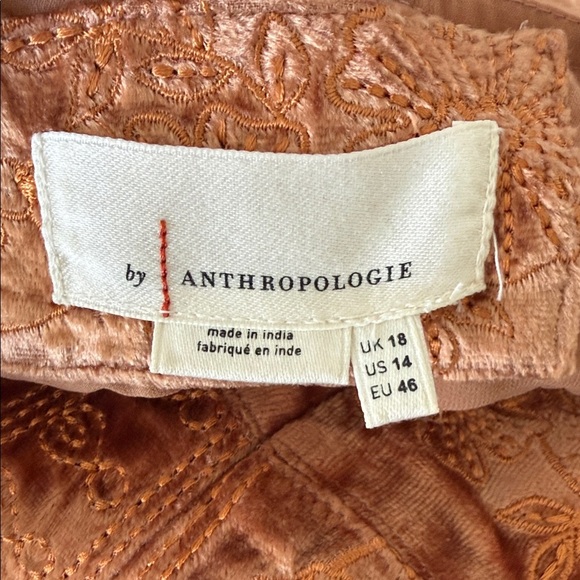 by ANTHROPOLOGIE
made in india
fabriqué en inde
UK 18
US 14
EU 46